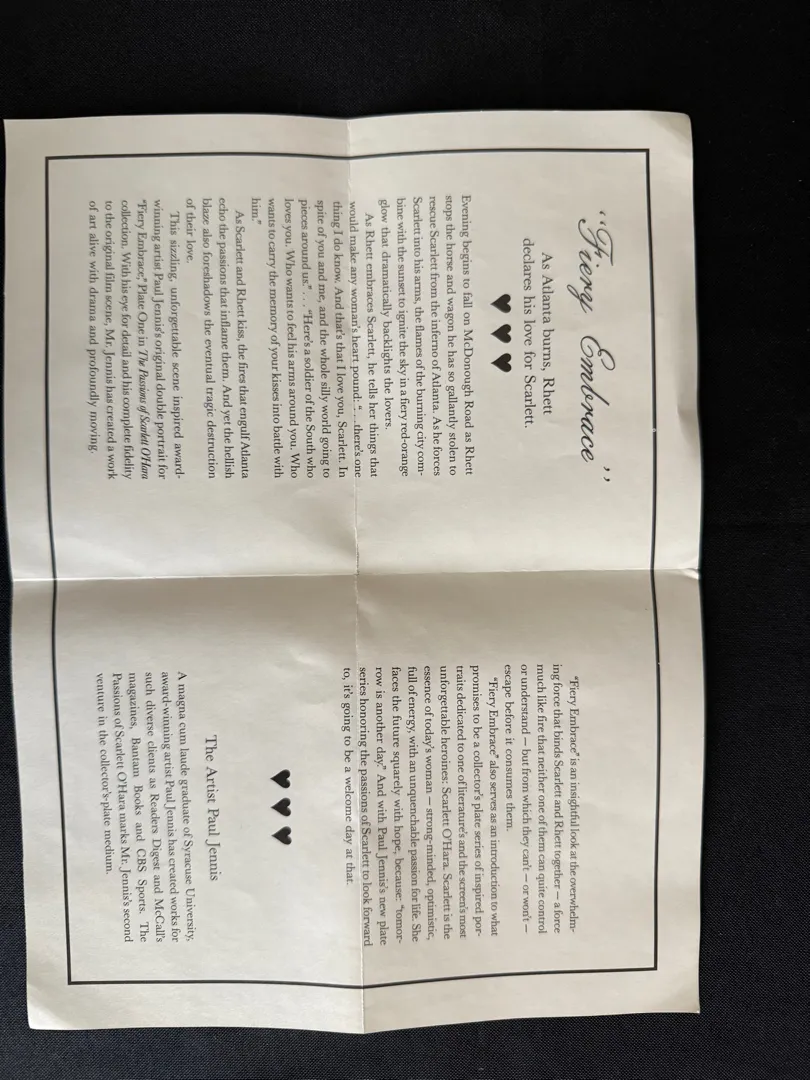 "Fiery Embrace"
As Atlanta burns, Rhett
declares his love for Scarlett.
Evening begins to fall on McDonough Road as Rhett
stops the horse and wagon he has so gallantly stolen to
rescue Scarlett from the inferno of Atlanta. As he forces
Scarlett into his arms, the flames of the burning city com-
bine with the sunset to ignite the sky in a fiery red-orange
glow that dramatically backlights the lovers.
As Rhett embraces Scarlett, he tells her things that
would make any woman's heart pound: ". . . there's one
thing I do know. And that's that I love you, Scarlett. In
spite of you and me, and the whole silly world going to
pieces around us." . . . "Here's a soldier of the South who
loves you. Who wants to feel his arms around you. Who
wants to carry the memory of your kisses into battle with
him."
As Scarlett and Rhett kiss, the fires that engulf Atlanta
echo the passions that inflame them. And yet the hellish
blaze also foreshadows the eventual tragic destruction
of their love.
This sizzling, unforgettable scene inspired award-
winning artist Paul Jennis's original double portrait for
"Fiery Embrace," Plate One in The Passions of Scarlett O'Hara
collection. With his eye for detail and his complete fidelity
to the original film scene, Mr. Jennis has created a work
of art alive with drama and profoundly moving.
"Fiery Embrace" is an insightful look at the overwhelm-
ing force that binds Scarlett and Rhett together — a force
much like fire that neither one of them can quite control
or understand — but from which they can't — or won't —
escape before it consumes them.
"Fiery Embrace" also serves as an introduction to what
promises to be a collector's plate series of inspired por-
traits dedicated to one of literature's and the screen's most
unforgettable heroines: Scarlett O'Hara. Scarlett is the
essence of today's woman — strong-minded, optimistic,
full of energy, with an unquenchable passion for life. She
faces the future squarely with hope, because: "tomor-
row is another day." And with Paul Jennis's new plate
series honoring the passions of Scarlett to look forward
to, it's going to be a welcome day at that.
The Artist Paul Jennis
A magna cum laude graduate of Syracuse University,
award-winning artist Paul Jennis has created works for
such diverse clients as Readers Digest and McCall's
magazines, Bantam Books and CBS Sports. The
Passions of Scarlett O'Hara marks Mr. Jennis's second
venture in the collector's-plate medium.